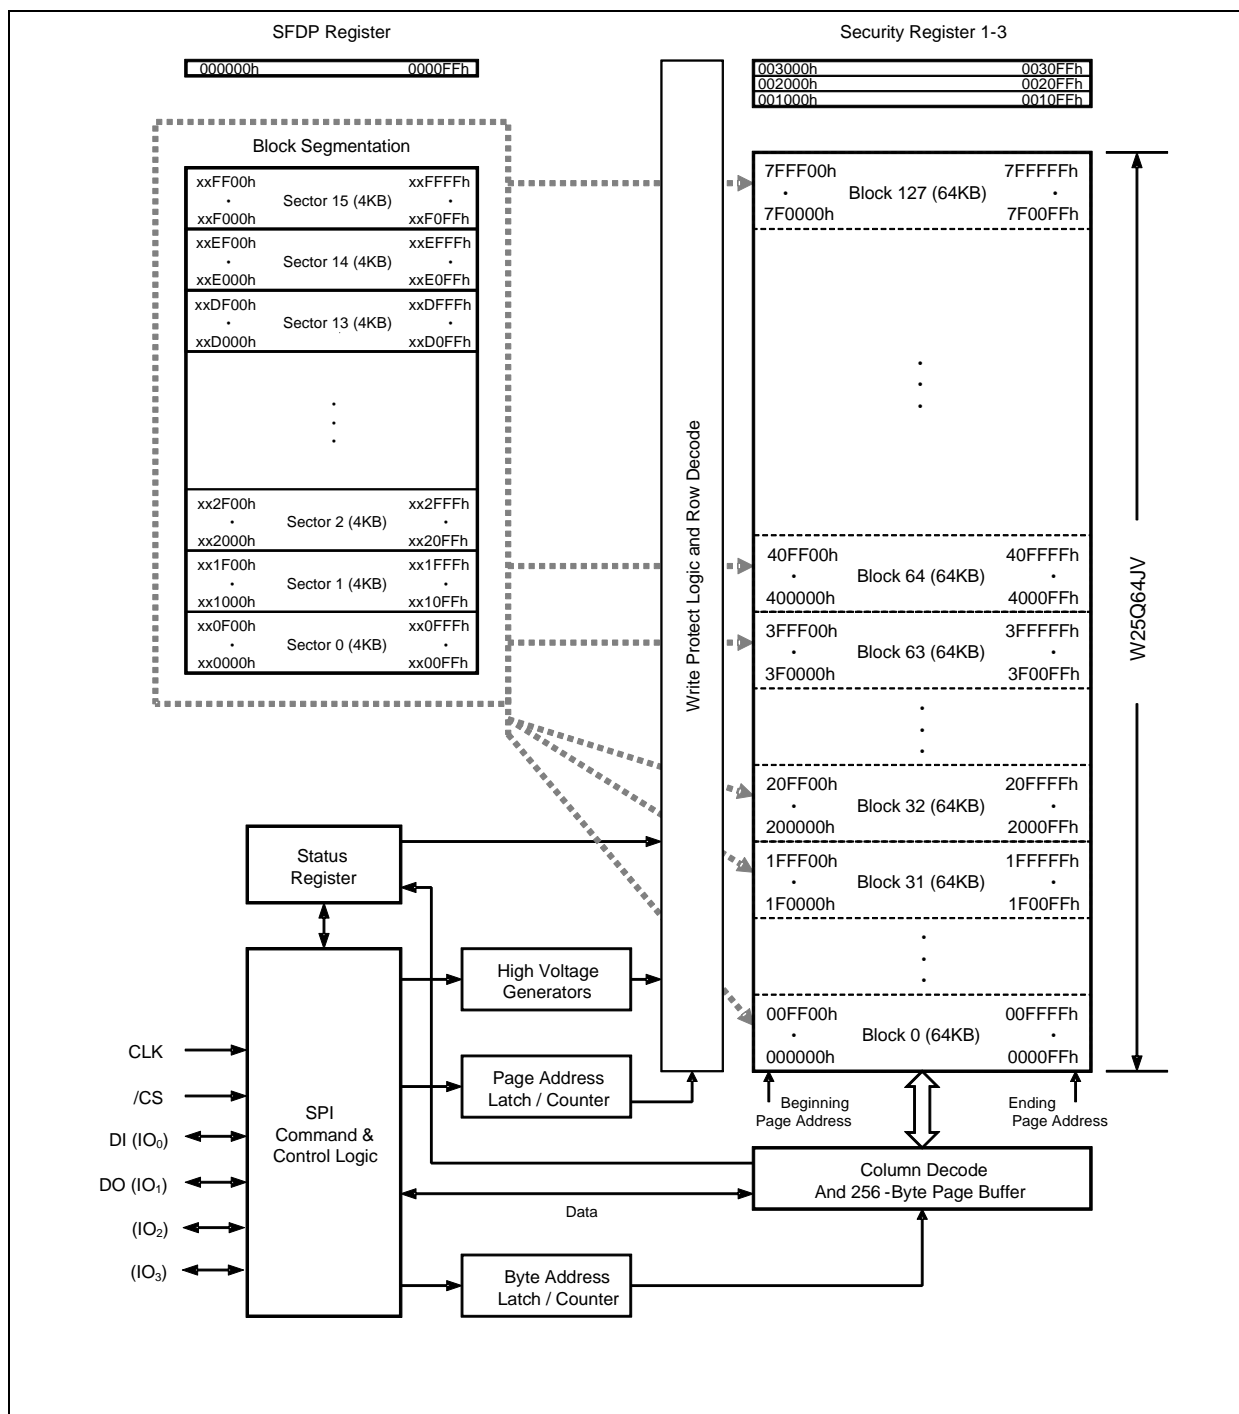 SFDP Register
000000h 0000FFh
Security Register 1-3
003000h 0030FFh
002000h 0020FFh
001000h 0010FFh
Block Segmentation
xxFF00h xxFFFFh
Sector 15 (4KB)
xxF000h xxF0FFh
xxEF00h xxEFFFh
Sector 14 (4KB)
xxE000h xxE0FFh
xxDF00h xxDFFFh
Sector 13 (4KB)
xxD000h xxD0FFh
xx2F00h xx2FFFh
Sector 2 (4KB)
xx2000h xx20FFh
xx1F00h xx1FFFh
Sector 1 (4KB)
xx1000h xx10FFh
xx0F00h xx0FFFh
Sector 0 (4KB)
xx0000h xx00FFh
Write Protect Logic and Row Decode
7FFF00h 7FFFFFh
Block 127 (64KB)
7F0000h 7F00FFh
40FF00h 40FFFFh
Block 64 (64KB)
400000h 4000FFh
3FFF00h 3FFFFFh
Block 63 (64KB)
3F0000h 3F00FFh
20FF00h 20FFFFh
Block 32 (64KB)
200000h 2000FFh
1FFF00h 1FFFFFh
Block 31 (64KB)
1F0000h 1F00FFh
00FF00h 00FFFFh
Block 0 (64KB)
000000h 0000FFh
W25Q64JV
Beginning
Page Address
Ending
Page Address
Status
Register
High Voltage
Generators
Page Address
Latch / Counter
CLK
/CS
DI (IO₀)
DO (IO₁)
(IO₂)
(IO₃)
SPI
Command &
Control Logic
Column Decode
And 256 -Byte Page Buffer
Data
Byte Address
Latch / Counter